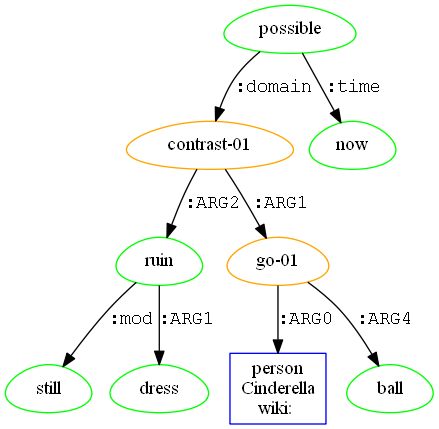 possible
:domain
:time
contrast-01
now
:ARG2
:ARG1
ruin
go-01
:mod
:ARG1
:ARG0
:ARG4
still
dress
person
Cinderella
wiki:
ball